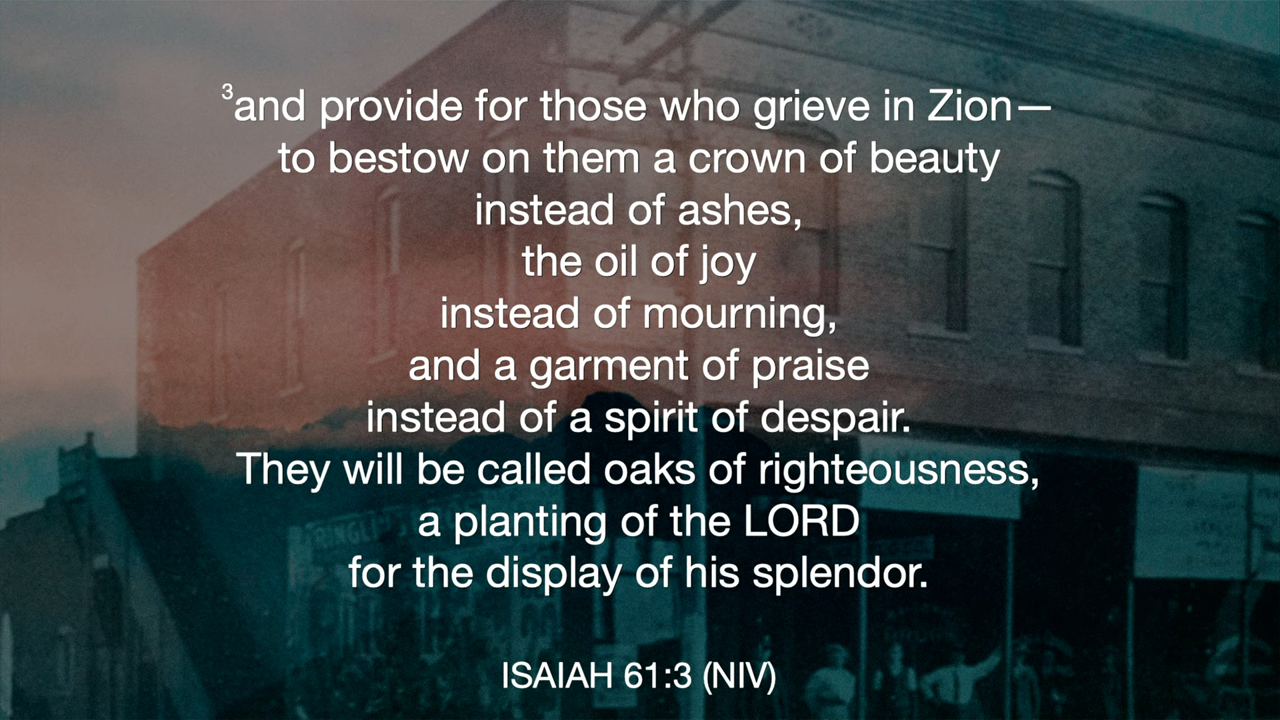 ³and provide for those who grieve in Zion—
to bestow on them a crown of beauty
instead of ashes,
the oil of joy
instead of mourning,
and a garment of praise
instead of a spirit of despair.
They will be called oaks of righteousness,
a planting of the LORD
for the display of his splendor.
ISAIAH 61:3 (NIV)